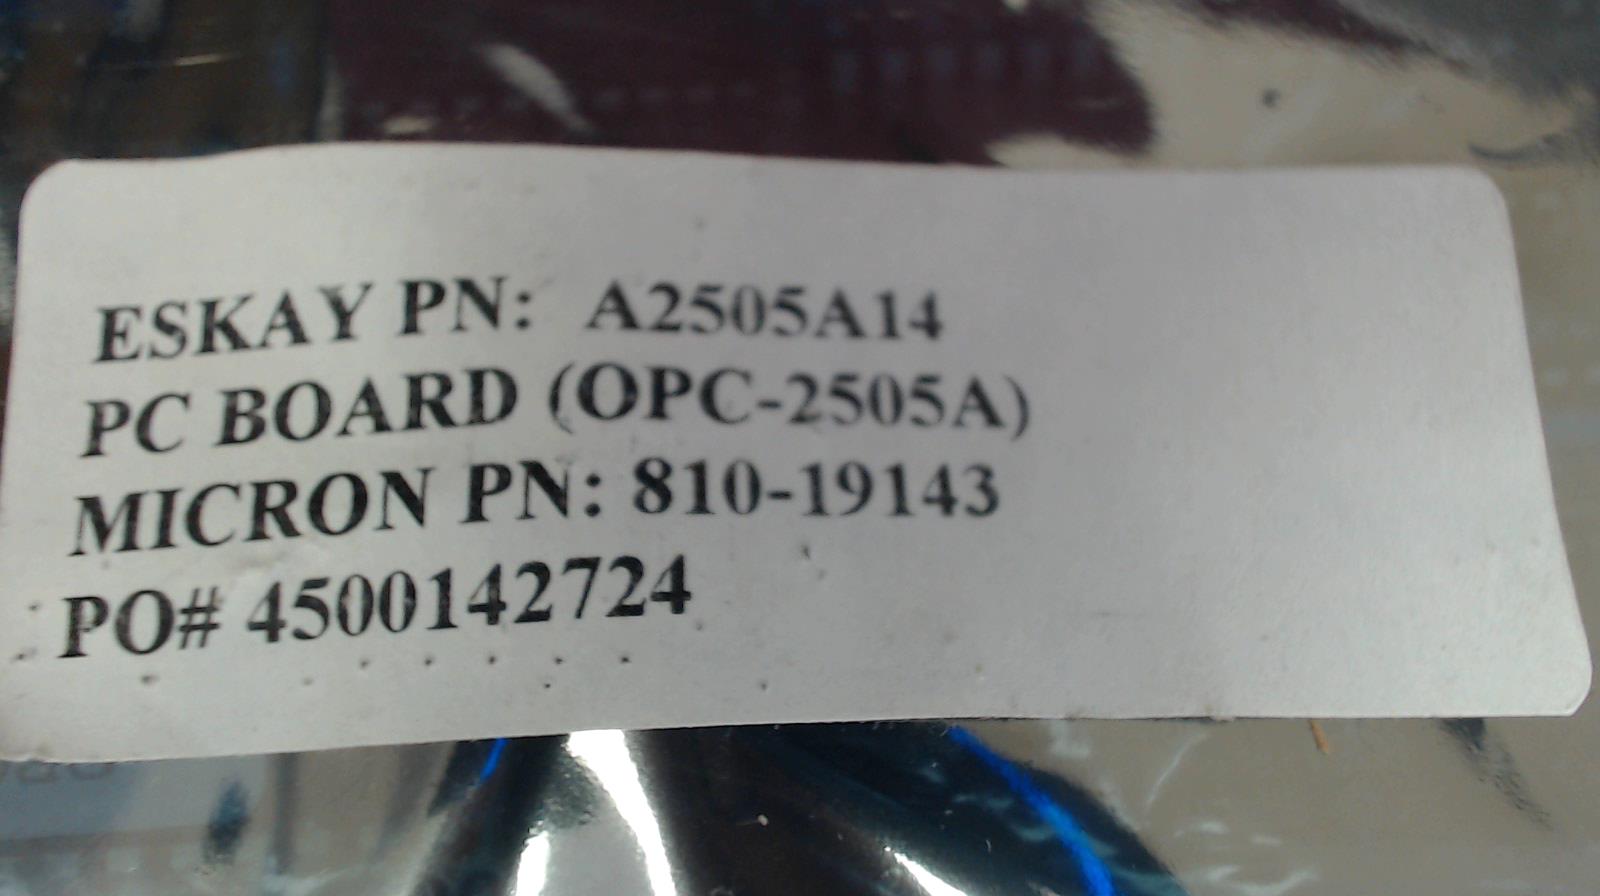 ESKAY PN: A2505A14
PC BOARD (OPC-2505A)
MICRON PN: 810-19143
PO# 4500142724